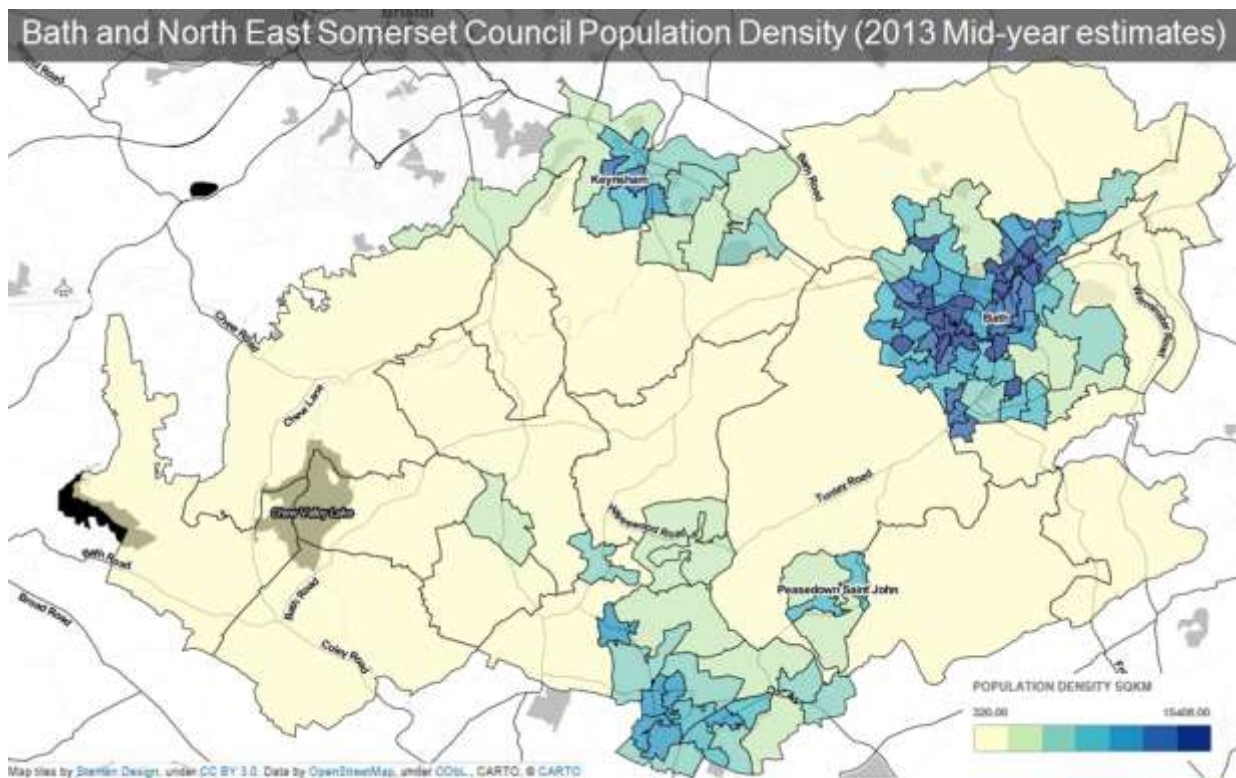 Bath and North East Somerset Council Population Density (2013 Mid-year estimates)
Bath Road
Keynsham
Warminster Road
Bath
Chew Road
Chew Lane
Chew Valley Lake
Tunley Road
Bath Road
Bath Road
Peasedown Saint John
Broad Road
Coley Road
POPULATION DENSITY SQKM
320.00 15408.00
Map tiles by Stamen Design, under CC BY 3.0. Data by OpenStreetMap, under ODbL., CARTO, © CARTO